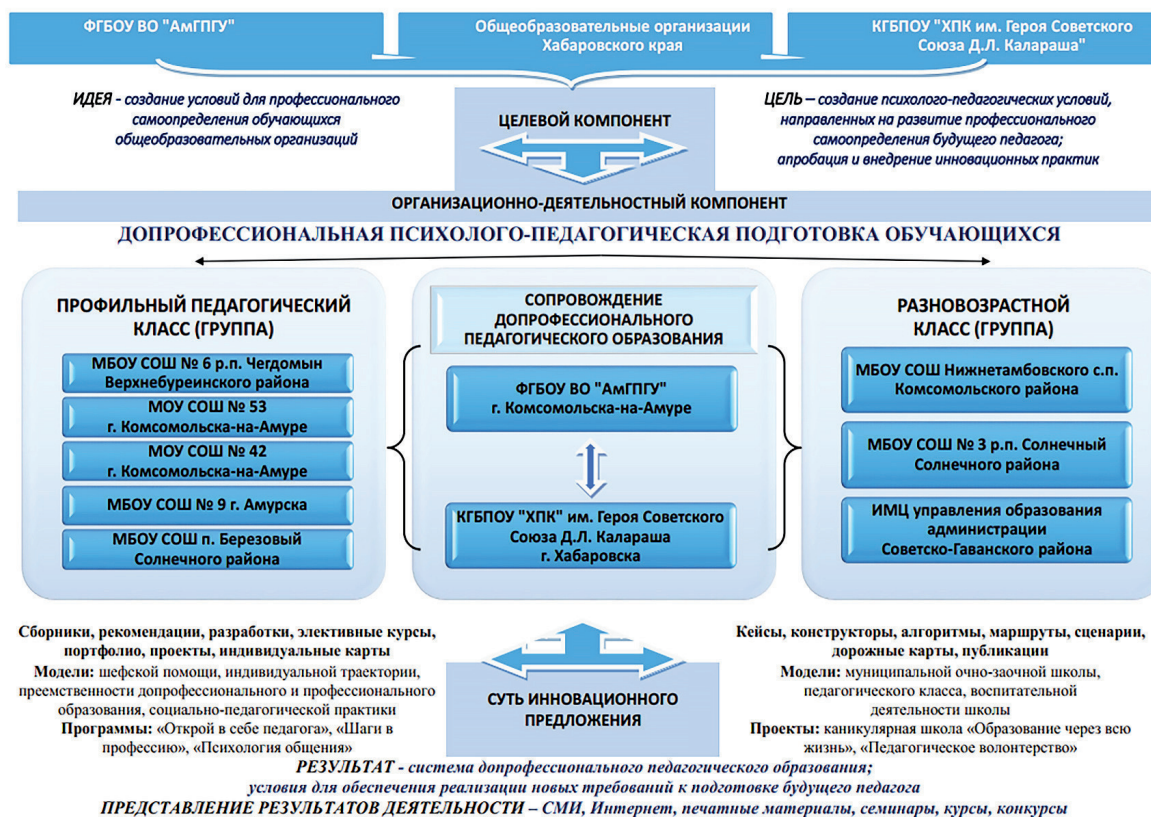 ФГБОУ ВО "АмГПГУ"
Общеобразовательные организации
Хабаровского края
КГБПОУ "ХПК им. Героя Советского
Союза Д.Л. Калараша"
ИДЕЯ - создание условий для профессионального
самоопределения обучающихся
общеобразовательных организаций
ЦЕЛЕВОЙ КОМПОНЕНТ
ЦЕЛЬ – создание психолого-педагогических условий,
направленных на развитие профессионального
самоопределения будущего педагога;
апробация и внедрение инновационных практик
ОРГАНИЗАЦИОННО-ДЕЯТЕЛЬНОСТНЫЙ КОМПОНЕНТ
ДОПРОФЕССИОНАЛЬНАЯ ПСИХОЛОГО-ПЕДАГОГИЧЕСКАЯ ПОДГОТОВКА ОБУЧАЮЩИХСЯ
ПРОФИЛЬНЫЙ ПЕДАГОГИЧЕСКИЙ
КЛАСС (ГРУППА)
МБОУ СОШ № 6 р.п. Чегдомын
Верхнебуреинского района
МОУ СОШ № 53
г. Комсомольска-на-Амуре
МОУ СОШ № 42
г. Комсомольска-на-Амуре
МБОУ СОШ № 9 г. Амурска
МБОУ СОШ п. Березовый
Солнечного района
СОПРОВОЖДЕНИЕ
ДОПРОФЕССИОНАЛЬНОГО
ПЕДАГОГИЧЕСКОГО ОБРАЗОВАНИЯ
ФГБОУ ВО "АмГПГУ"
г. Комсомольска-на-Амуре
КГБПОУ "ХПК" им. Героя Советского
Союза Д.Л. Калараша
г. Хабаровска
РАЗНОВОЗРАСТНОЙ
КЛАСС (ГРУППА)
МБОУ СОШ Нижнетамбовского с.п.
Комсомольского района
МБОУ СОШ № 3 р.п. Солнечный
Солнечного района
ИМЦ управления образования
администрации
Советско-Гаванского района
Сборники, рекомендации, разработки, элективные курсы,
портфолио, проекты, индивидуальные карты
Модели: шефской помощи, индивидуальной траектории,
преемственности допрофессионального и профессионального
образования, социально-педагогической практики
Программы: «Открой в себе педагога», «Шаги в
профессию», «Психология общения»
СУТЬ ИННОВАЦИОННОГО
ПРЕДЛОЖЕНИЯ
Кейсы, конструкторы, алгоритмы, маршруты, сценарии,
дорожные карты, публикации
Модели: муниципальной очно-заочной школы,
педагогического класса, воспитательной
деятельности школы
Проекты: каникулярная школа «Образование через всю
жизнь», «Педагогическое волонтерство»
РЕЗУЛЬТАТ - система допрофессионального педагогического образования;
условия для обеспечения реализации новых требований к подготовке будущего педагога
ПРЕДСТАВЛЕНИЕ РЕЗУЛЬТАТОВ ДЕЯТЕЛЬНОСТИ – СМИ, Интернет, печатные материалы, семинары, курсы, конкурсы